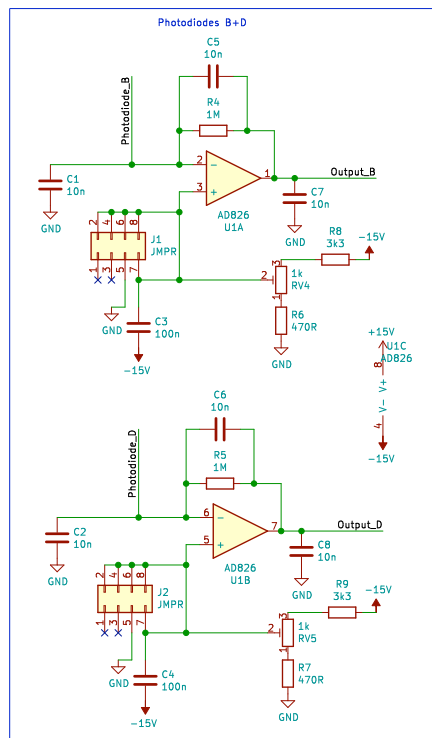 Photodiodes B+D
C5
10n
Photodiode_B
R4
1M
2
−
1
Output_B
C1
10n
3
+
AD826
U1A
C7
10n
GND
GND
2
4
6
8
J1
JMPR
1
3
5
7
R8
3k3
−15V
3
2
1k
RV4
1
GND
C3
100n
R6
470R
−15V
GND
+15V
U1C
AD826
8
V+
V−
4
−15V
C6
10n
Photodiode_D
R5
1M
6
−
7
Output_D
C2
10n
5
+
AD826
U1B
C8
10n
GND
GND
2
4
6
8
J2
JMPR
1
3
5
7
R9
3k3
−15V
3
2
1k
RV5
1
GND
C4
100n
R7
470R
−15V
GND